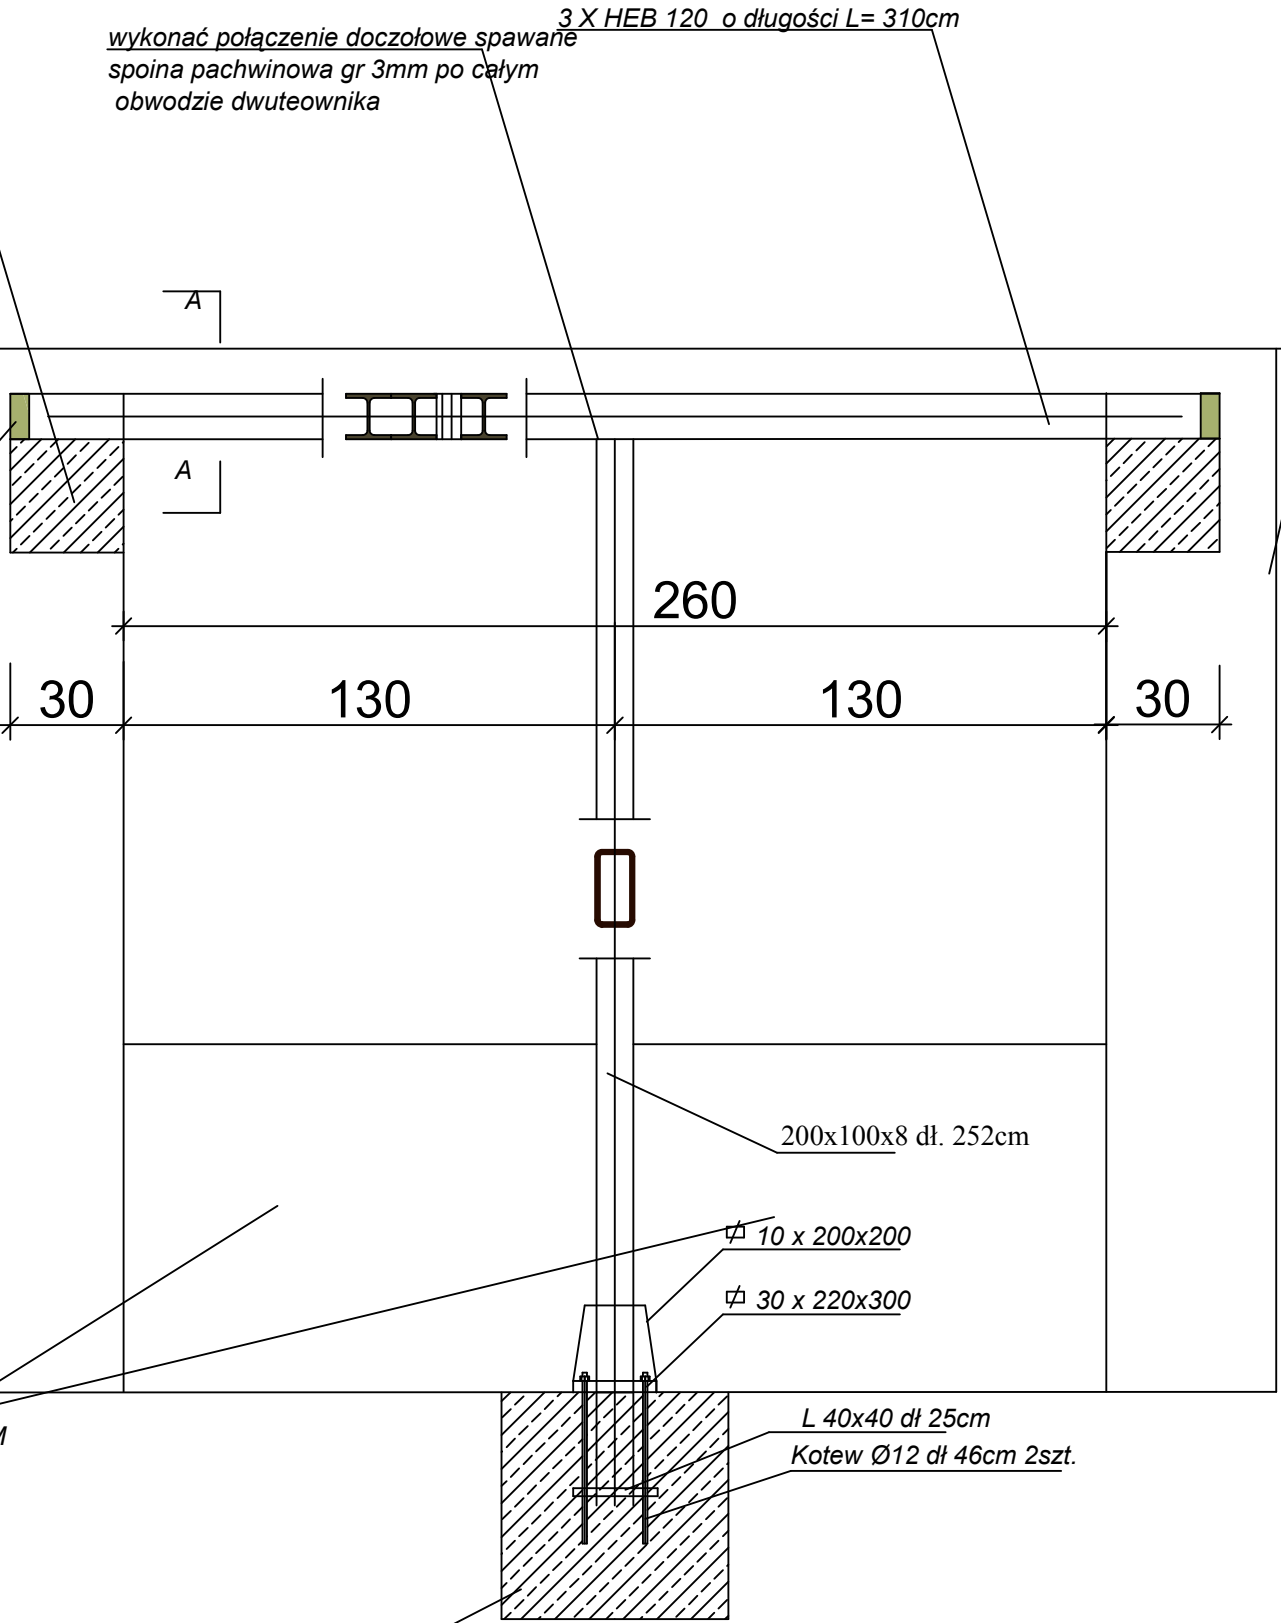 3 X HEB 120 o długości L= 310cm
wykonać połączenie doczołowe spawane
spoina pachwinowa gr 3mm po całym
obwodzie dwuteownika
A
A
260
30
130
130
30
200x100x8 dł. 252cm
10 x 200x200
30 x 220x300
L 40x40 dł 25cm
Kotew Ø12 dł 46cm 2szt.